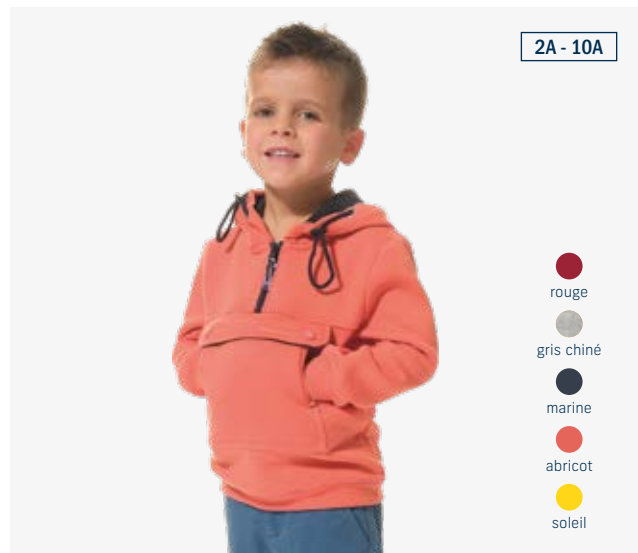 2A - 10A
rouge
gris chiné
marine
abricot
soleil